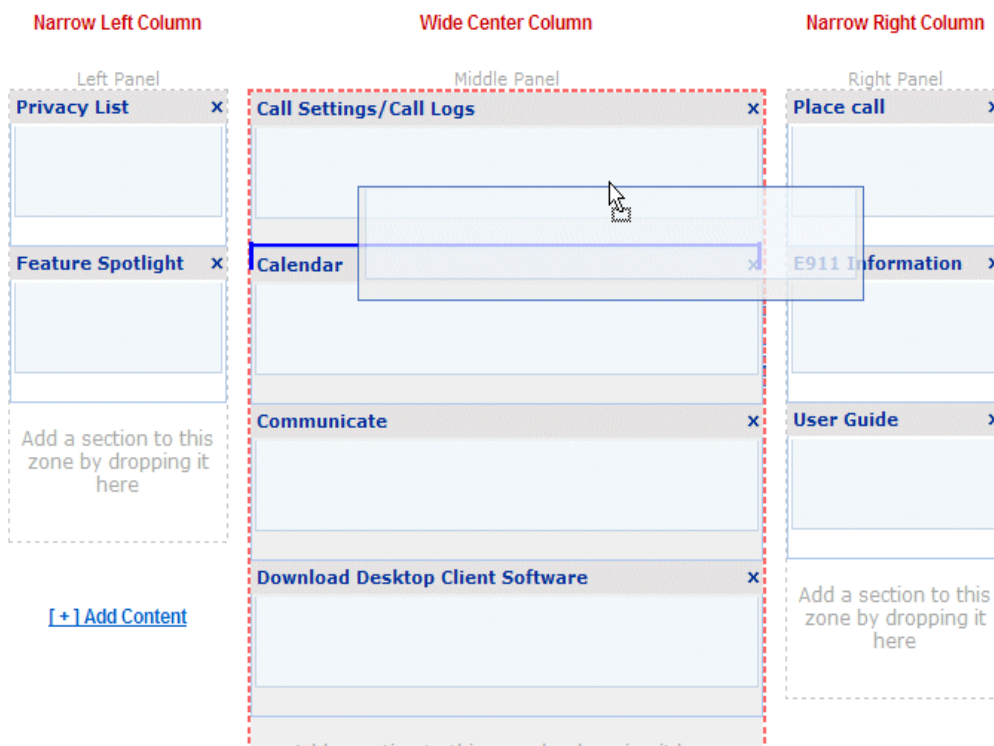 Narrow Left Column
Wide Center Column
Narrow Right Column
Left Panel
Middle Panel
Right Panel
Privacy List x
Call Settings/Call Logs x
Place call x
Feature Spotlight x
Calendar x
E911 Information x
Add a section to this
zone by dropping it
here
Communicate x
User Guide x
Download Desktop Client Software x
[+] Add Content
Add a section to this
zone by dropping it
here